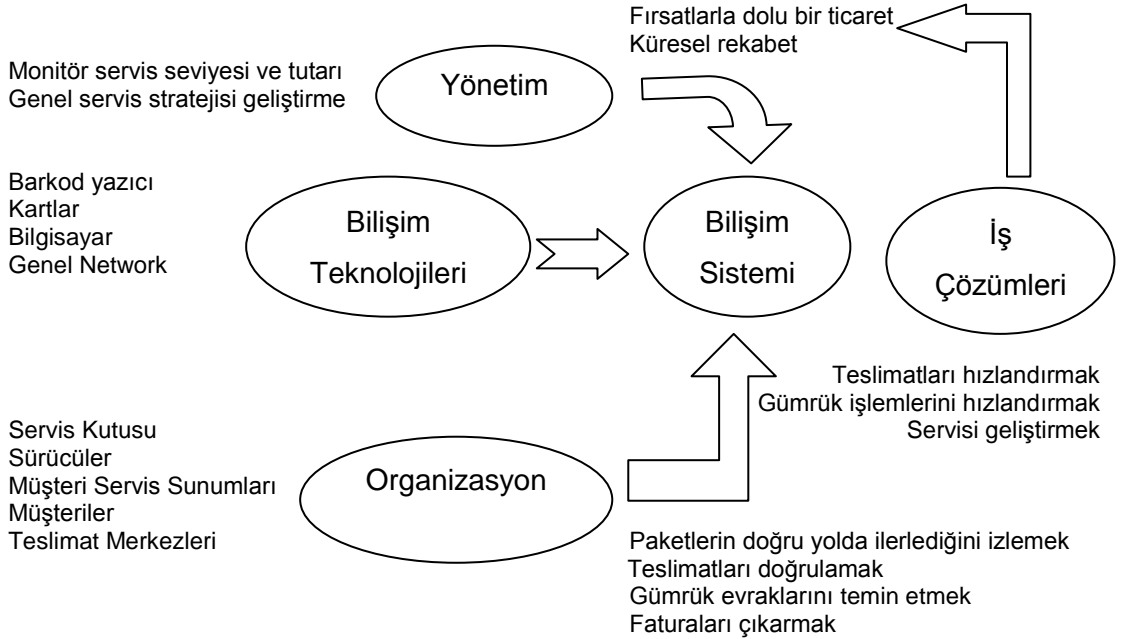 Fırsatlarla dolu bir ticaret
Küresel rekabet
Monitör servis seviyesi ve tutarı
Genel servis stratejisi geliştirme
Yönetim
Barkod yazıcı
Kartlar
Bilgisayar
Genel Network
Bilişim
Teknolojileri
Bilişim
Sistemi
İş
Çözümleri
Teslimatları hızlandırmak
Gümrük işlemlerini hızlandırmak
Servisi geliştirmek
Servis Kutusu
Sürücüler
Müşteri Servis Sunumları
Müşteriler
Teslimat Merkezleri
Organizasyon
Paketlerin doğru yolda ilerlediğini izlemek
Teslimatları doğrulamak
Gümrük evraklarını temin etmek
Faturaları çıkarmak